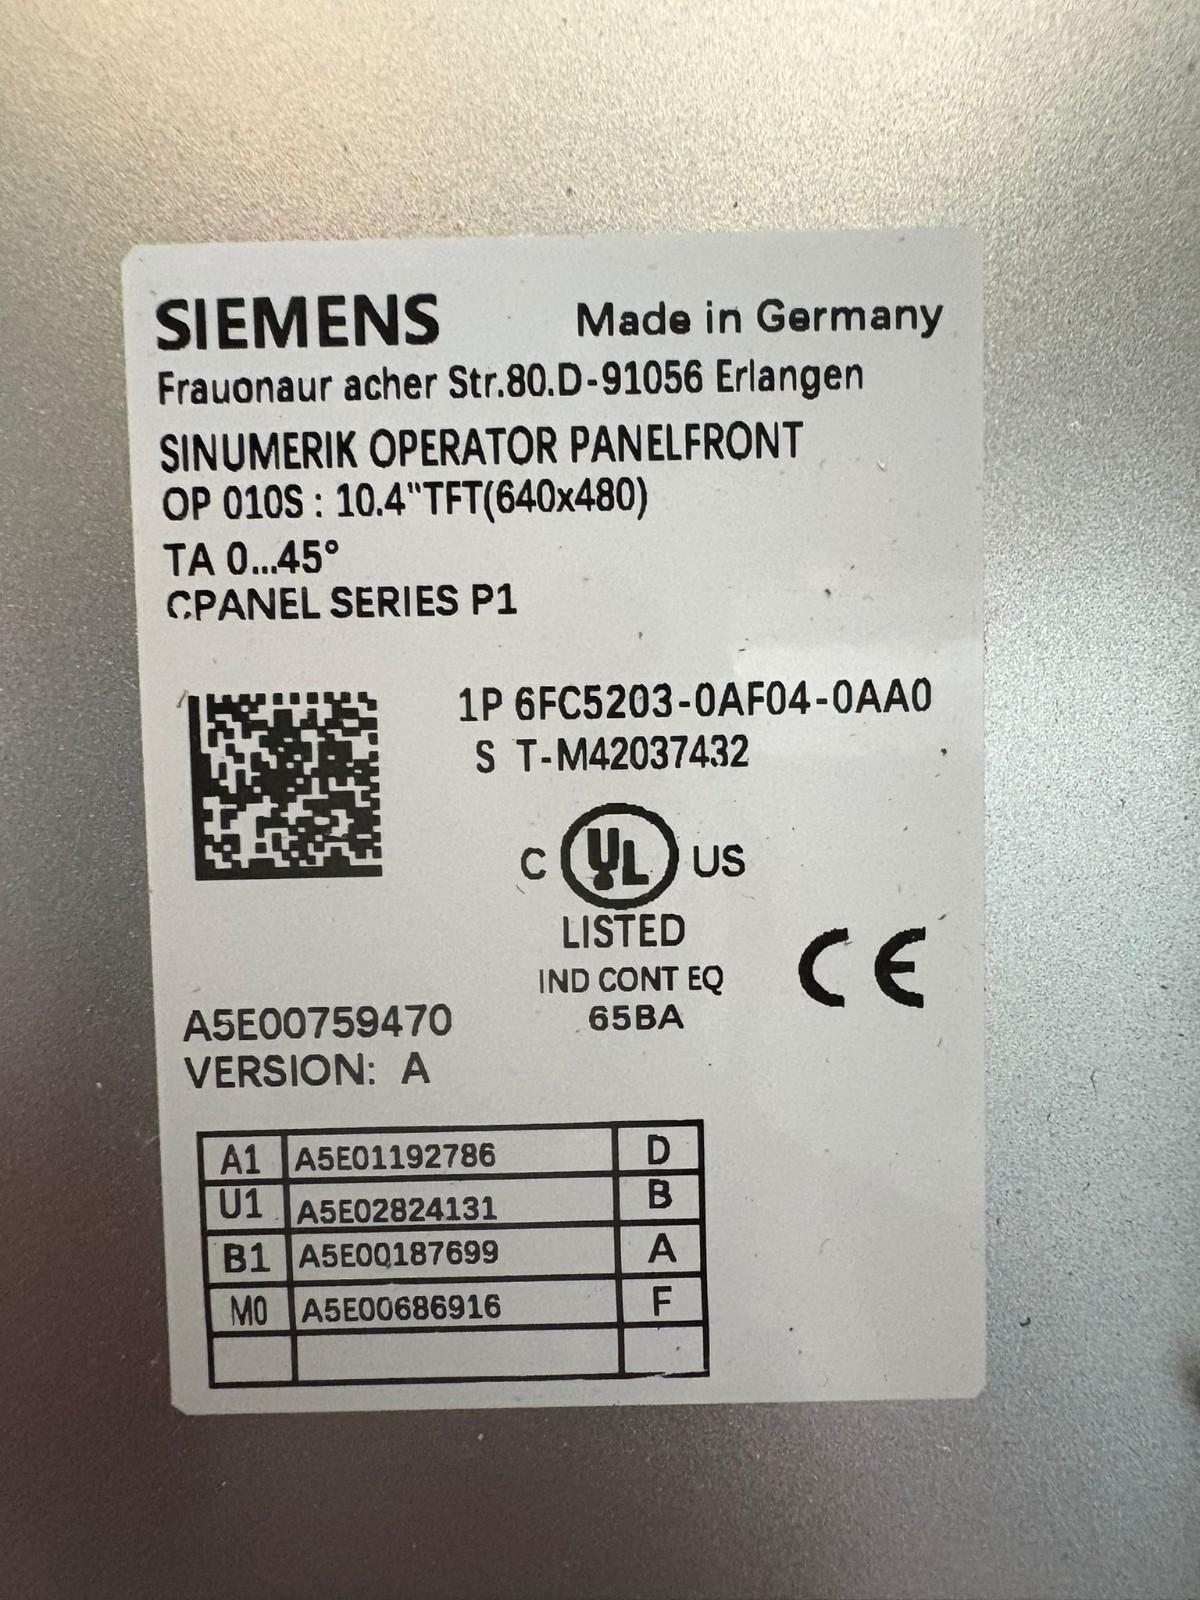 SIEMENS Made in Germany
Frauonaur acher Str.80.D-91056 Erlangen
SINUMERIK OPERATOR PANELFRONT
OP 010S : 10.4"TFT(640x480)
TA 0...45°
CPANEL SERIES P1
1P 6FC5203-0AF04-0AA0
S T-M42037432
C UL US
LISTED
IND CONT EQ
65BA
CE
A5E00759470
VERSION: A
A1 A5E01192786 D
U1 A5E02824131 B
B1 A5E00187699 A
M0 A5E00686916 F